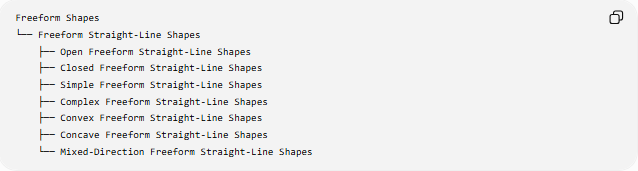 Freeform Shapes
└── Freeform Straight-Line Shapes
    ├── Open Freeform Straight-Line Shapes
    ├── Closed Freeform Straight-Line Shapes
    ├── Simple Freeform Straight-Line Shapes
    ├── Complex Freeform Straight-Line Shapes
    ├── Convex Freeform Straight-Line Shapes
    ├── Concave Freeform Straight-Line Shapes
    └── Mixed-Direction Freeform Straight-Line Shapes